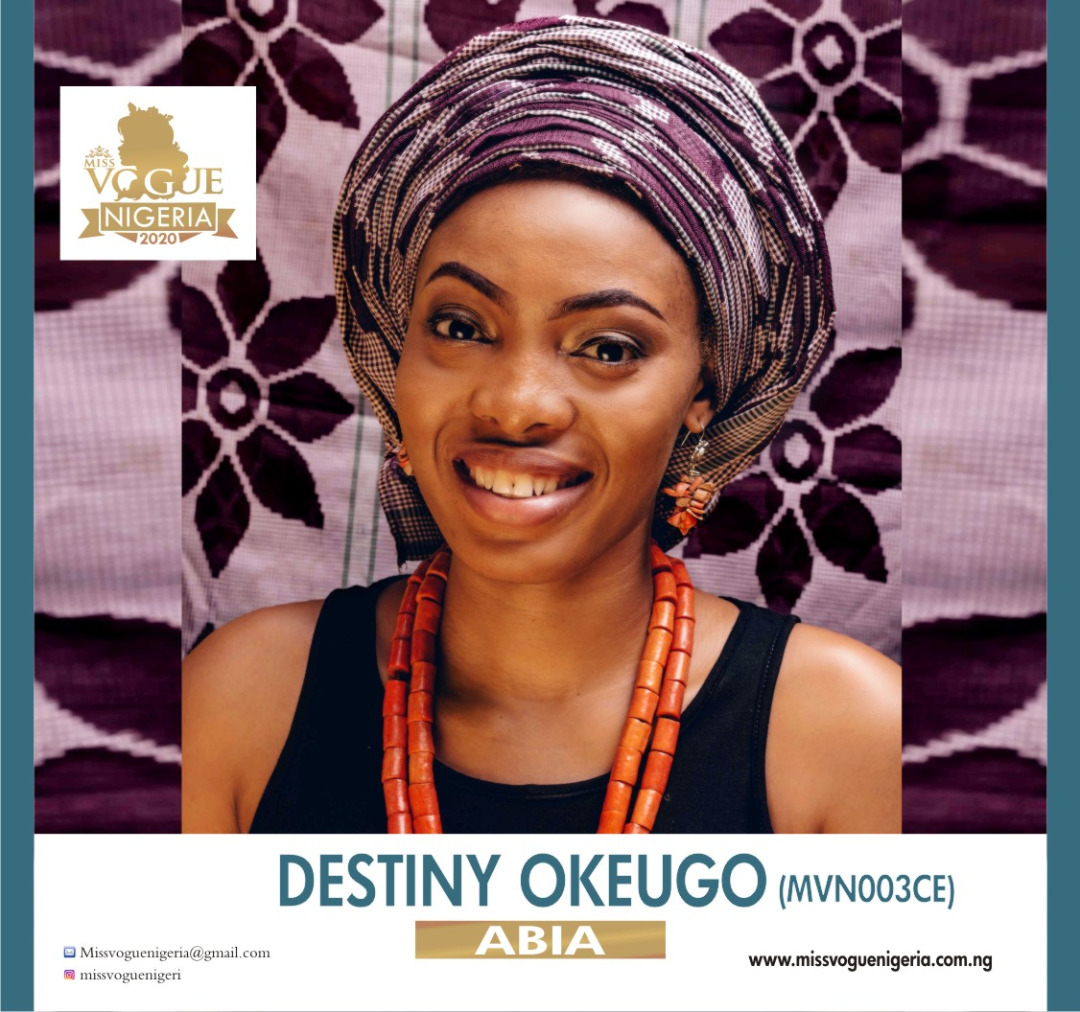 MISS
VOGUE
NIGERIA
2020
DESTINY OKEUGO (MVN003CE)
ABIA
Missvoguenigeria@gmail.com
missvoguenigeri
www.missvoguenigeria.com.ng